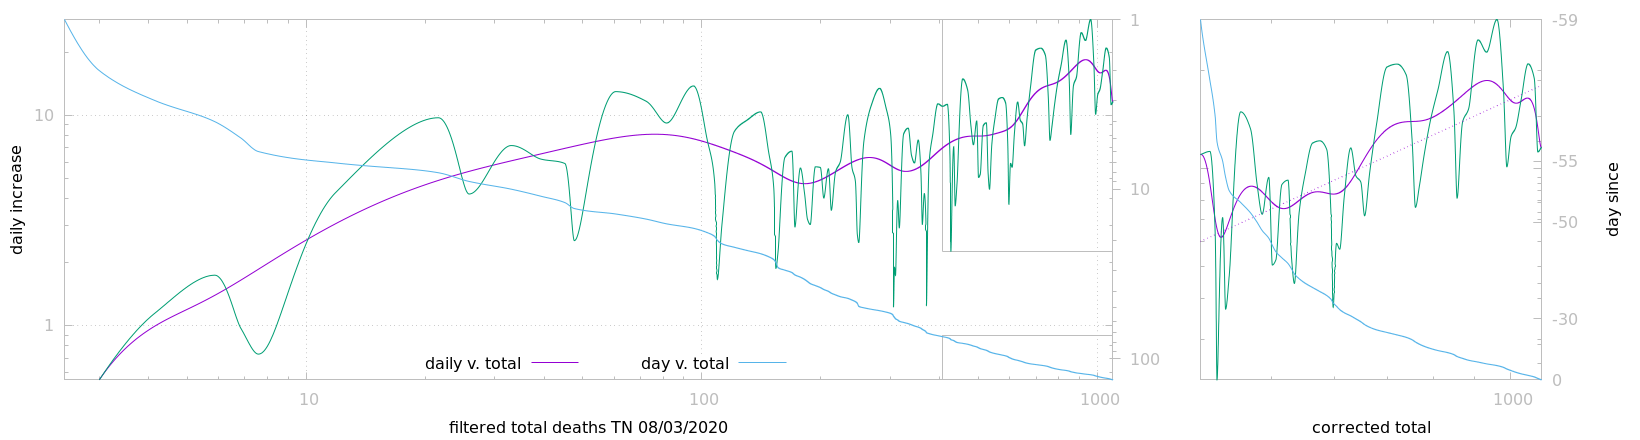 daily increase
10
1
daily v. total
day v. total
10
100
1000
filtered total deaths TN 08/03/2020
1
10
100
1000
corrected total
-59
-55
-50
-30
0
day since